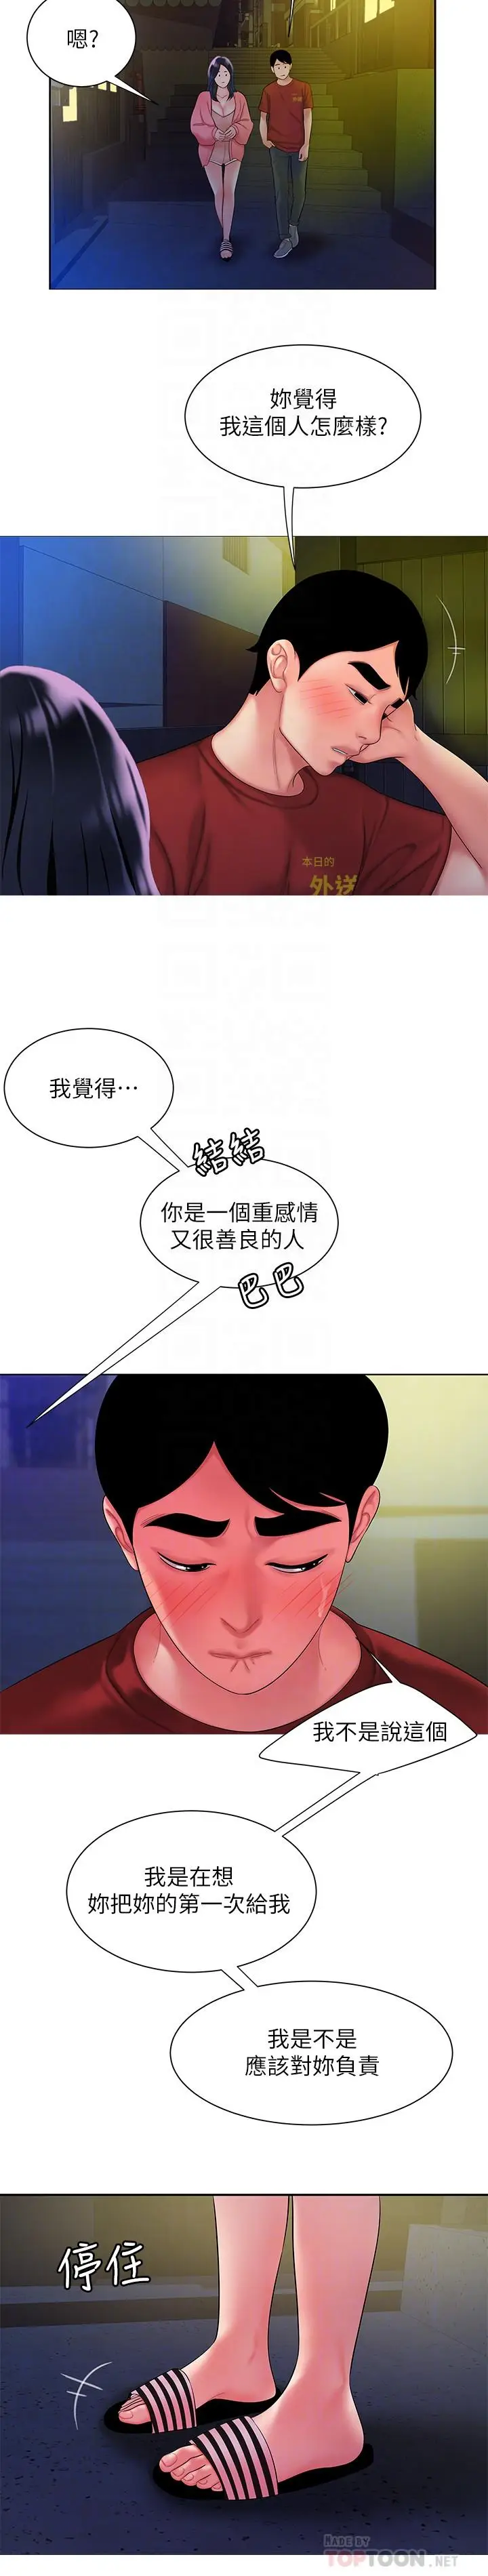 嗯?
外送
妳覺得
我這個人怎麼樣?
本日的
外送
我覺得⋯
結結
你是一個重感情
又很善良的人
巴巴
我不是說這個
我是在想
妳把妳的第一次給我
我是不是
應該對妳負責
停住
MADE BY
TOPTOON.NET